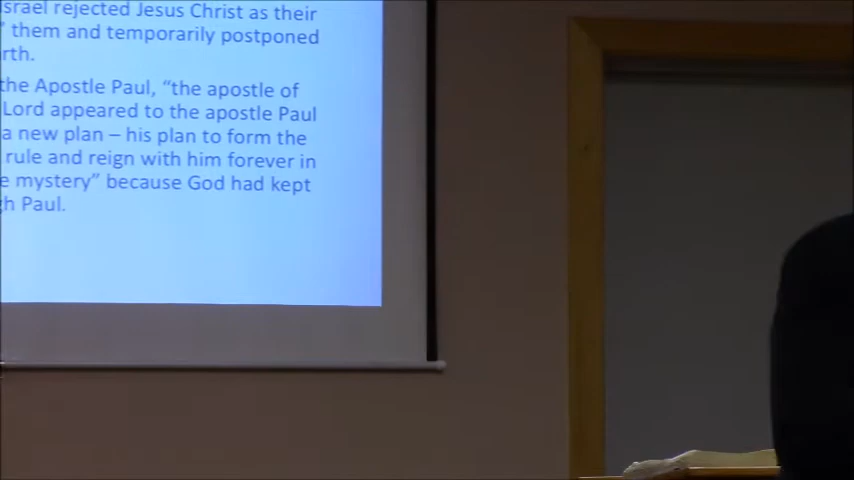 Israel rejected Jesus Christ as their
" them and temporarily postponed
rth.
the Apostle Paul, “the apostle of
Lord appeared to the apostle Paul
a new plan – his plan to form the
rule and reign with him forever in
e mystery” because God had kept
gh Paul.